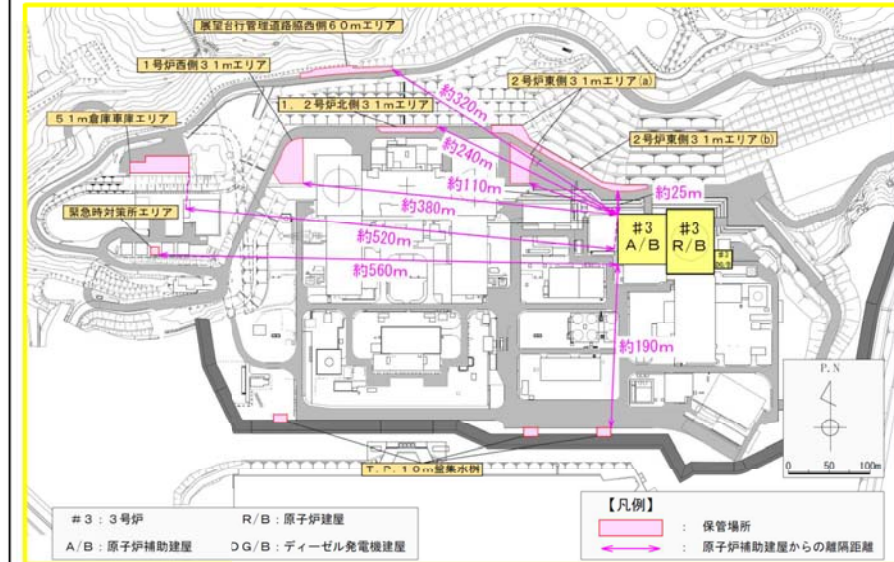 展望台行管理道路脇西側60mエリア
1号炉西側31mエリア
2号炉東側31mエリア(a)
1,2号炉北側31mエリア
51m倉庫車庫エリア
2号炉東側31mエリア(b)
緊急時対策所エリア
約320m
約240m
約110m
約25m
約380m
約520m
約560m
約190m
#3
A/B
#3
R/B
T.P.10m盤集水桝
P.N
0 50 100m
#3:3号炉
R/B:原子炉建屋
A/B:原子炉補助建屋
DG/B:ディーゼル発電機建屋
【凡例】
:保管場所
:原子炉補助建屋からの離隔距離